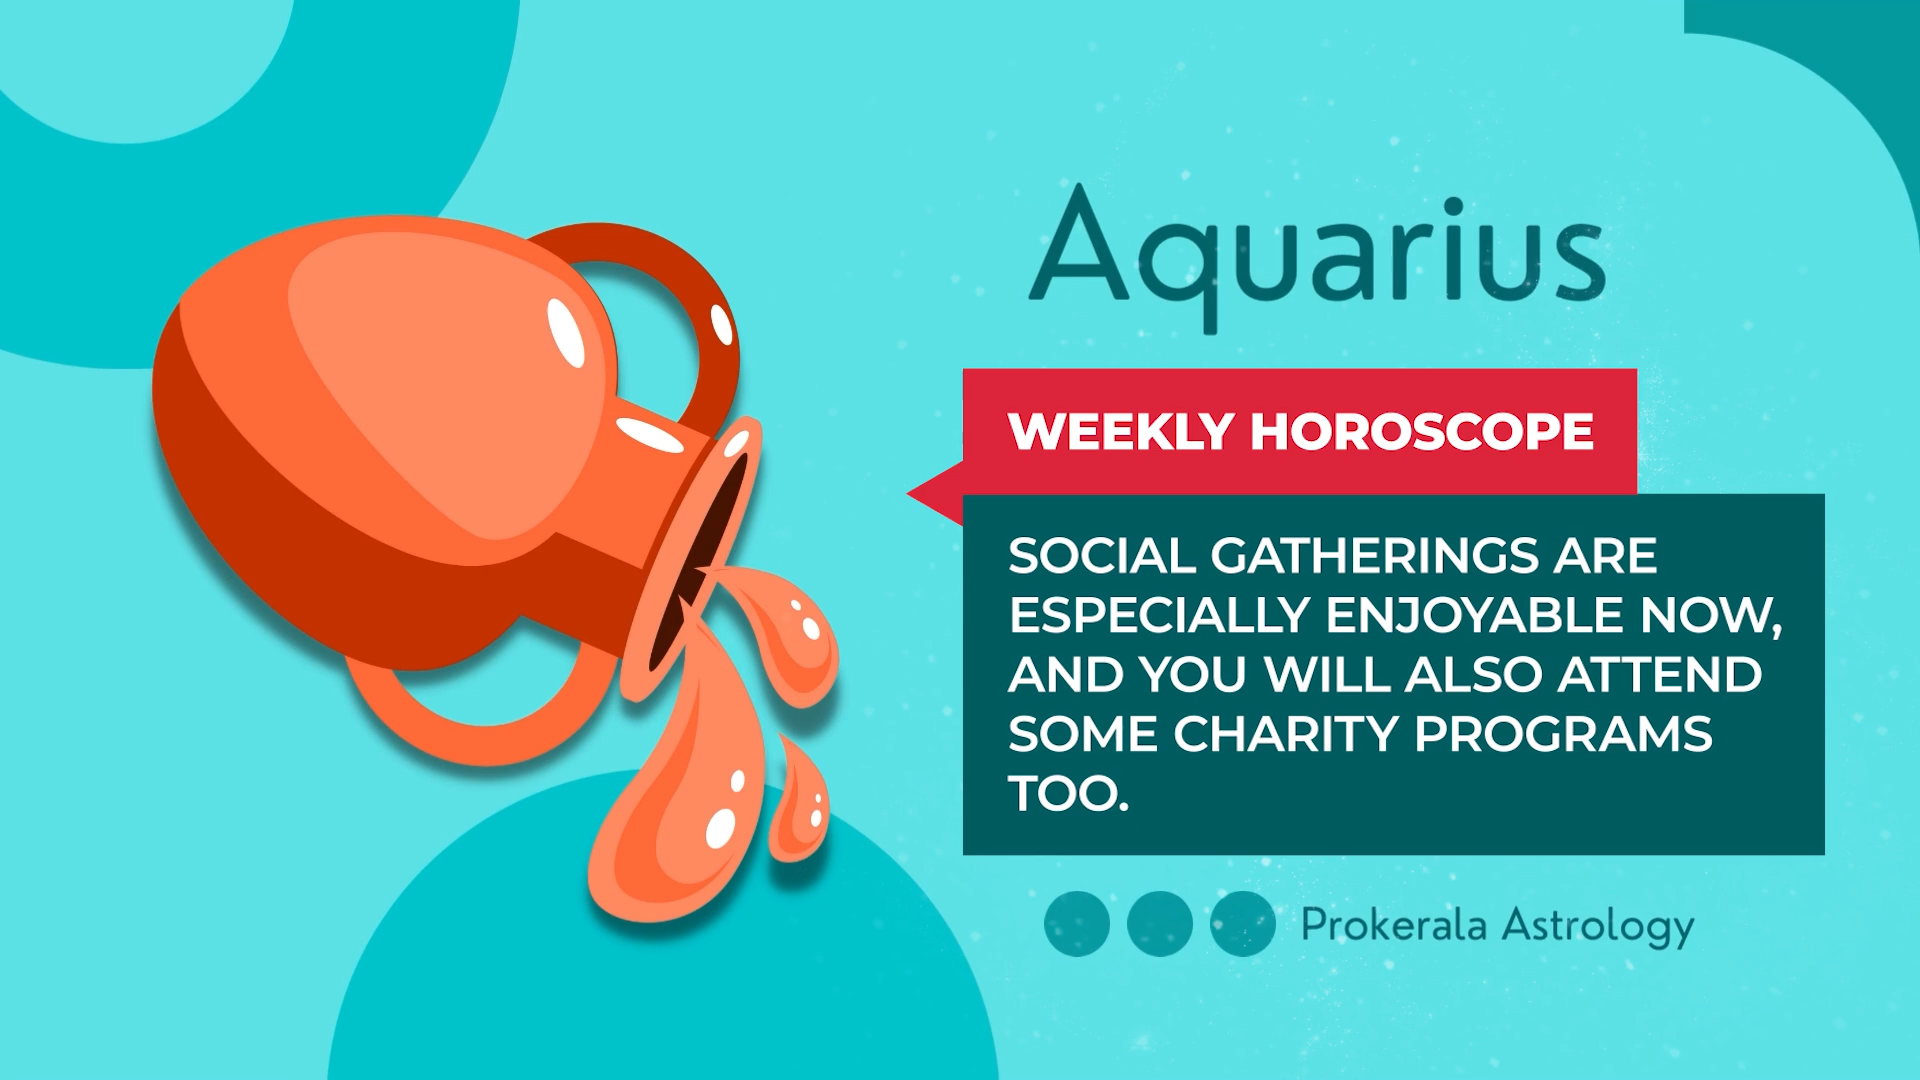 Aquarius
WEEKLY HOROSCOPE
SOCIAL GATHERINGS ARE
ESPECIALLY ENJOYABLE NOW,
AND YOU WILL ALSO ATTEND
SOME CHARITY PROGRAMS
TOO.
Prokerala Astrology